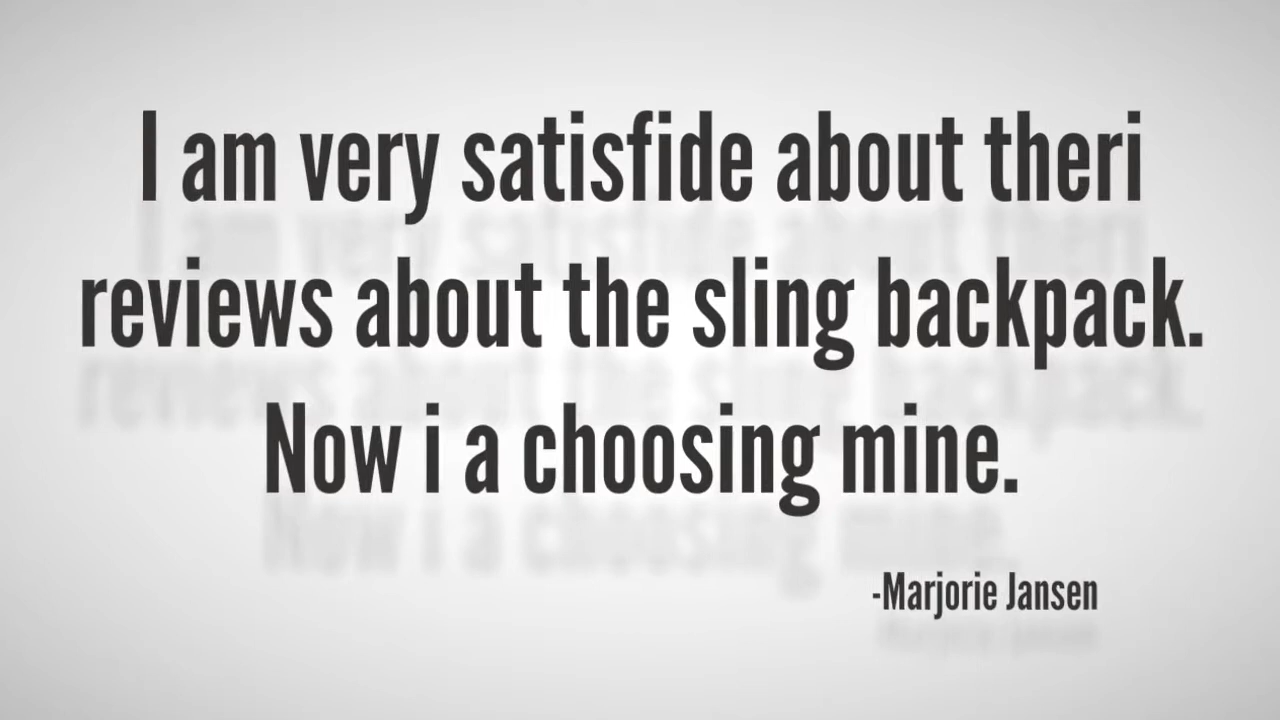 I am very satisfide about theri
reviews about the sling backpack.
Now i a choosing mine.
-Marjorie Jansen